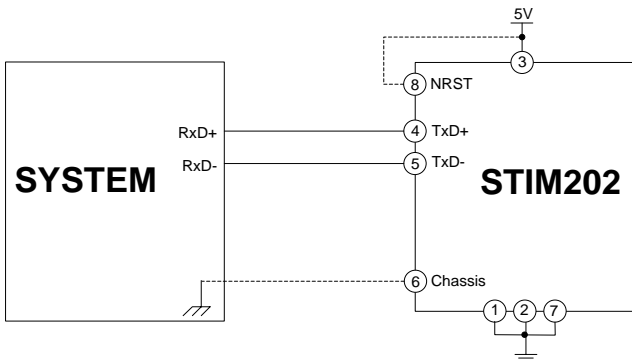 5V
3
8 NRST
RxD+ 4 TxD+
RxD- 5 TxD-
SYSTEM STIM202
6 Chassis
1 2 7